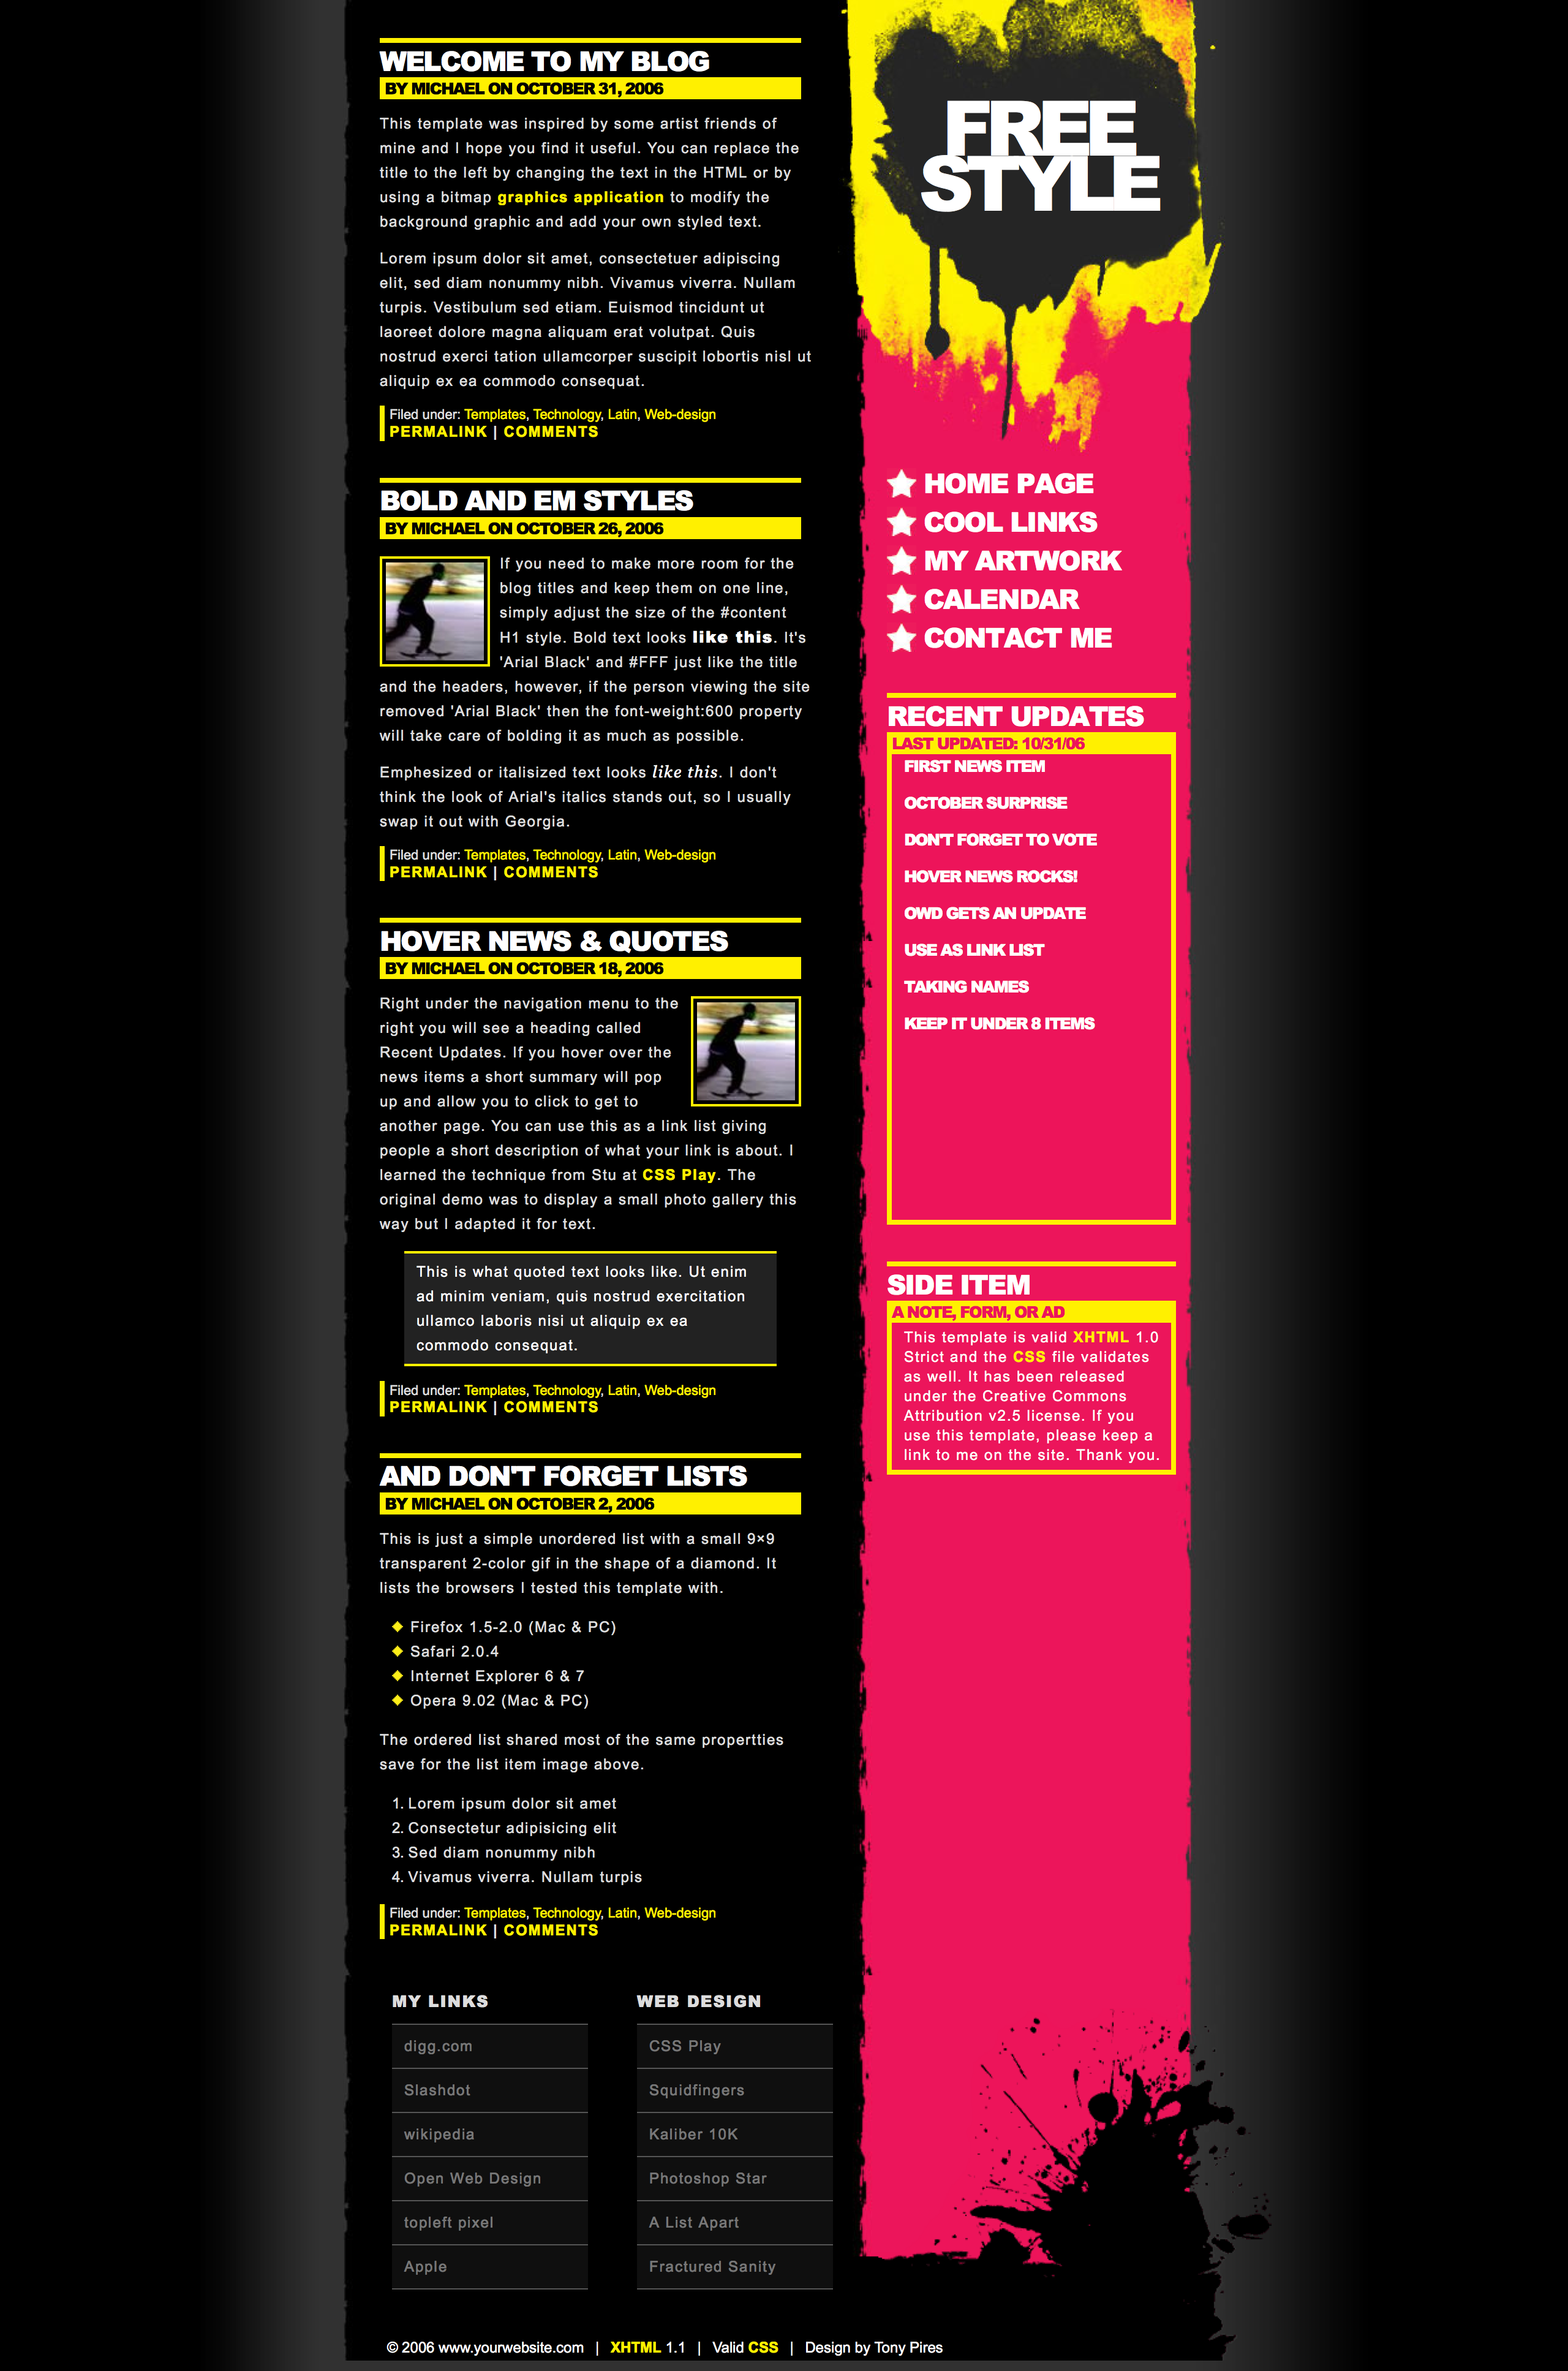 WELCOME TO MY BLOG
BY MICHAEL ON OCTOBER 31, 2006
This template was inspired by some artist friends of
mine and I hope you find it useful. You can replace the
title to the left by changing the text in the HTML or by
using a bitmap graphics application to modify the
background graphic and add your own styled text.
Lorem ipsum dolor sit amet, consectetuer adipiscing
elit, sed diam nonummy nibh. Vivamus viverra. Nullam
turpis. Vestibulum sed etiam. Euismod tincidunt ut
laoreet dolore magna aliquam erat volutpat. Quis
nostrud exerci tation ullamcorper suscipit lobortis nisl ut
aliquip ex ea commodo consequat.
Filed under: Templates, Technology, Latin, Web-design
PERMALINK | COMMENTS
BOLD AND EM STYLES
BY MICHAEL ON OCTOBER 26, 2006
If you need to make more room for the
blog titles and keep them on one line,
simply adjust the size of the #content
H1 style. Bold text looks like this. It's
'Arial Black' and #FFF just like the title
and the headers, however, if the person viewing the site
removed 'Arial Black' then the font-weight:600 property
will take care of bolding it as much as possible.
Emphesized or italisized text looks like this. I don't
think the look of Arial's italics stands out, so I usually
swap it out with Georgia.
Filed under: Templates, Technology, Latin, Web-design
PERMALINK | COMMENTS
HOVER NEWS & QUOTES
BY MICHAEL ON OCTOBER 18, 2006
Right under the navigation menu to the
right you will see a heading called
Recent Updates. If you hover over the
news items a short summary will pop
up and allow you to click to get to
another page. You can use this as a link list giving
people a short description of what your link is about. I
learned the technique from Stu at CSS Play. The
original demo was to display a small photo gallery this
way but I adapted it for text.
This is what quoted text looks like. Ut enim
ad minim veniam, quis nostrud exercitation
ullamco laboris nisi ut aliquip ex ea
commodo consequat.
Filed under: Templates, Technology, Latin, Web-design
PERMALINK | COMMENTS
AND DON'T FORGET LISTS
BY MICHAEL ON OCTOBER 2, 2006
This is just a simple unordered list with a small 9×9
transparent 2-color gif in the shape of a diamond. It
lists the browsers I tested this template with.
Firefox 1.5-2.0 (Mac & PC)
Safari 2.0.4
Internet Explorer 6 & 7
Opera 9.02 (Mac & PC)
The ordered list shared most of the same propertties
save for the list item image above.
1. Lorem ipsum dolor sit amet
2. Consectetur adipisicing elit
3. Sed diam nonummy nibh
4. Vivamus viverra. Nullam turpis
Filed under: Templates, Technology, Latin, Web-design
PERMALINK | COMMENTS
FREE
STYLE
HOME PAGE
COOL LINKS
MY ARTWORK
CALENDAR
CONTACT ME
RECENT UPDATES
LAST UPDATED: 10/31/06
FIRST NEWS ITEM
OCTOBER SURPRISE
DON'T FORGET TO VOTE
HOVER NEWS ROCKS!
OWD GETS AN UPDATE
USE AS LINK LIST
TAKING NAMES
KEEP IT UNDER 8 ITEMS
SIDE ITEM
A NOTE, FORM, OR AD
This template is valid XHTML 1.0
Strict and the CSS file validates
as well. It has been released
under the Creative Commons
Attribution v2.5 license. If you
use this template, please keep a
link to me on the site. Thank you.
MY LINKS
digg.com
Slashdot
wikipedia
Open Web Design
topleft pixel
Apple
WEB DESIGN
CSS Play
Squidfingers
Kaliber 10K
Photoshop Star
A List Apart
Fractured Sanity
© 2006 www.yourwebsite.com | XHTML 1.1 | Valid CSS | Design by Tony Pires